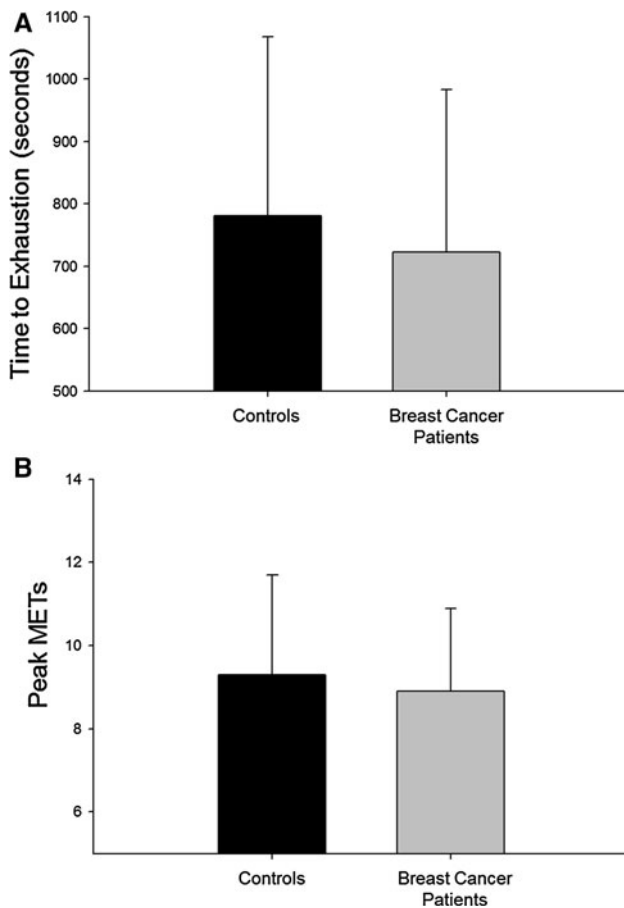 A
Time to Exhaustion (seconds)
1100
1000
900
800
700
600
500
Controls
Breast Cancer
Patients
B
Peak METs
14
12
10
8
6
Controls
Breast Cancer
Patients